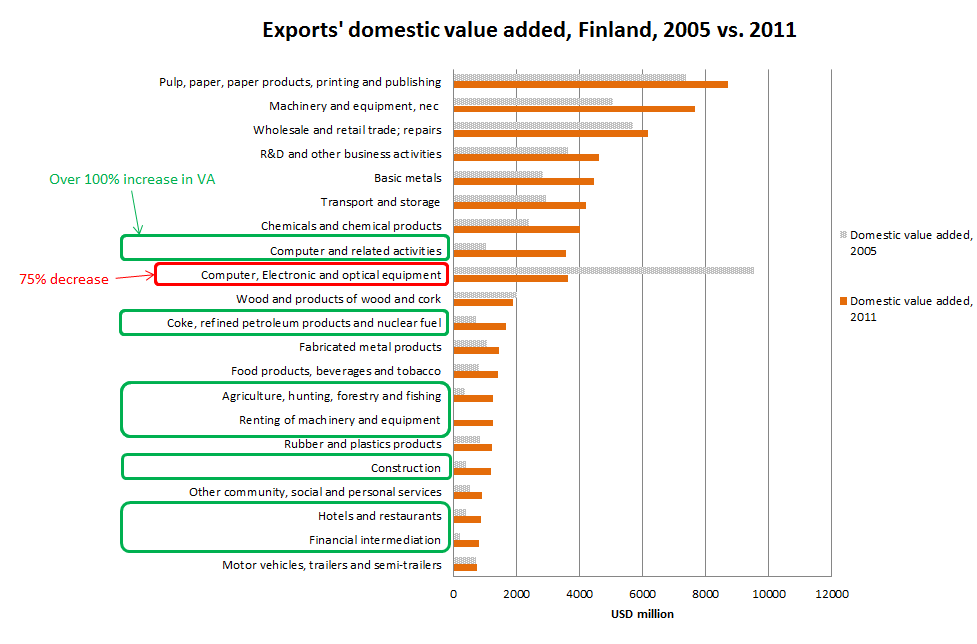 Exports' domestic value added, Finland, 2005 vs. 2011
Pulp, paper, paper products, printing and publishing
Machinery and equipment, nec
Wholesale and retail trade; repairs
R&D and other business activities
Basic metals
Over 100% increase in VA
Transport and storage
Chemicals and chemical products
Computer and related activities
75% decrease
Computer, Electronic and optical equipment
Wood and products of wood and cork
Coke, refined petroleum products and nuclear fuel
Fabricated metal products
Food products, beverages and tobacco
Agriculture, hunting, forestry and fishing
Renting of machinery and equipment
Rubber and plastics products
Construction
Other community, social and personal services
Hotels and restaurants
Financial intermediation
Motor vehicles, trailers and semi-trailers
Domestic value added,
2005
Domestic value added,
2011
0 2000 4000 6000 8000 10000 12000
USD million